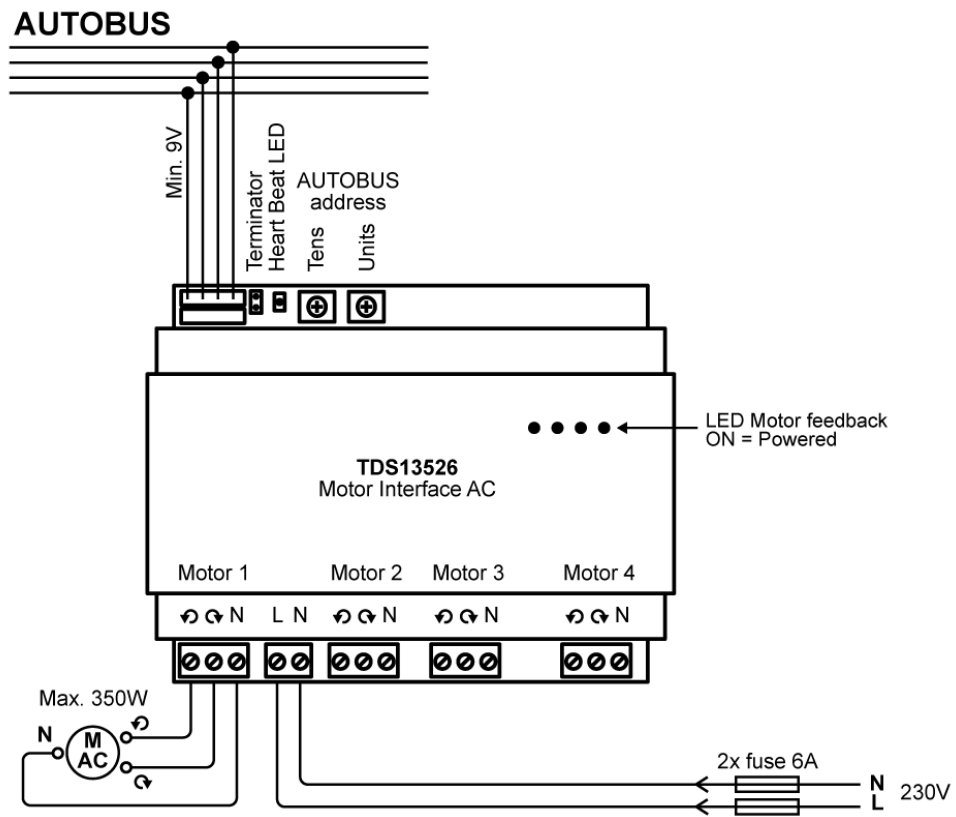 AUTOBUS
Min. 9V
Terminator
Heart Beat LED
AUTOBUS
address
Tens
Units
LED Motor feedback
ON = Powered
TDS13526
Motor Interface AC
Motor 1 Motor 2 Motor 3 Motor 4
N L N N N N
Max. 350W
N
M
AC
2x fuse 6A
N
L
230V